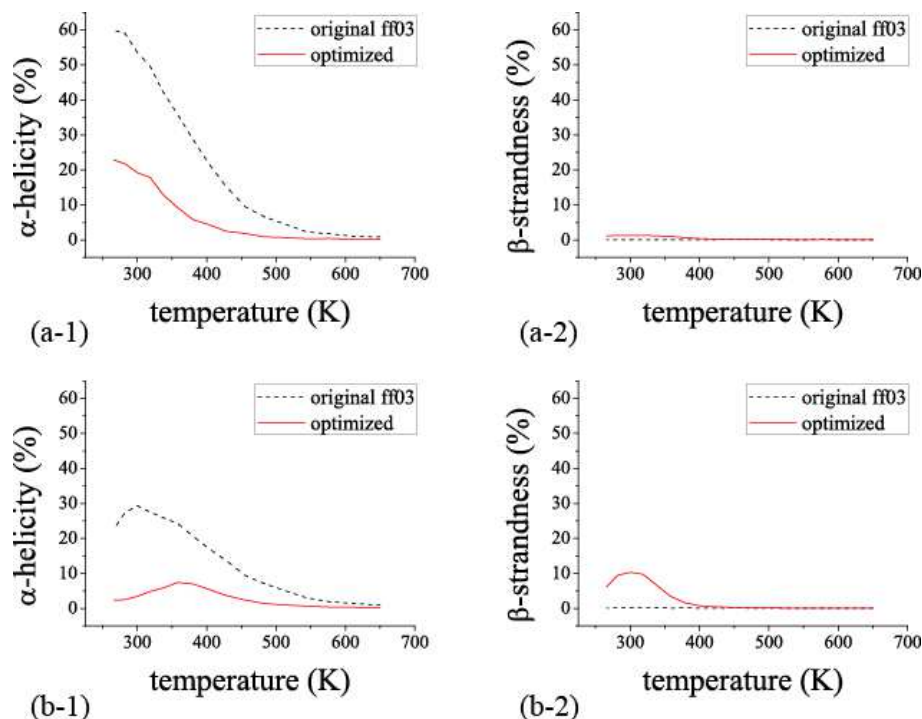 α-helicity (%)
60
50
40
30
20
10
0
original ff03
optimized
300 400 500 600 700
temperature (K)
(a-1)
β-strandness (%)
60
50
40
30
20
10
0
original ff03
optimized
300 400 500 600 700
temperature (K)
(a-2)
α-helicity (%)
60
50
40
30
20
10
0
original ff03
optimized
300 400 500 600 700
temperature (K)
(b-1)
β-strandness (%)
60
50
40
30
20
10
0
original ff03
optimized
300 400 500 600 700
temperature (K)
(b-2)